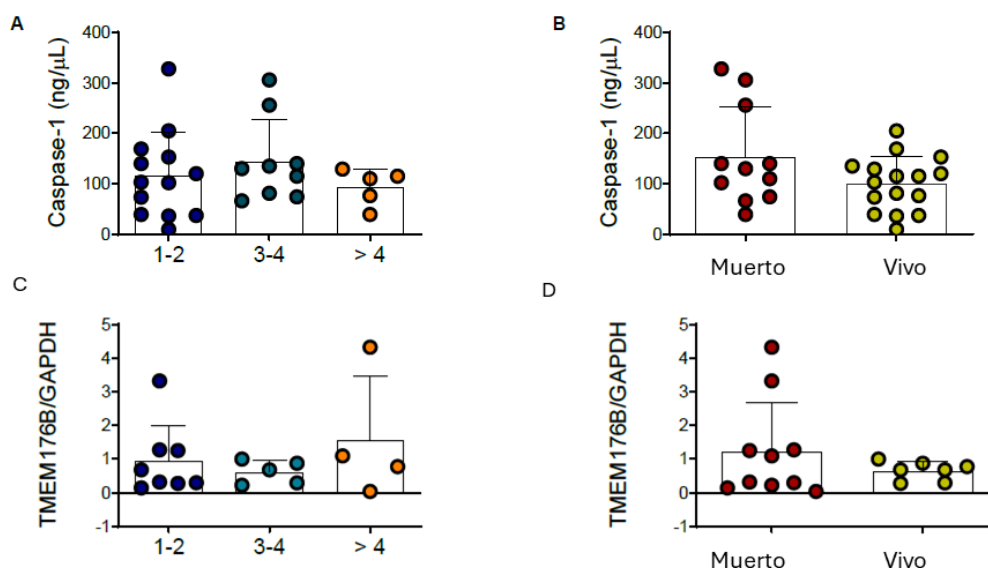 A
Caspase-1 (ng/μL)
400
300
200
100
0
1-2
3-4
> 4
B
Caspase-1 (ng/μL)
400
300
200
100
0
Muerto
Vivo
C
TMEM176B/GAPDH
5
4
3
2
1
0
-1
1-2
3-4
> 4
D
TMEM176B/GAPDH
5
4
3
2
1
0
-1
Muerto
Vivo